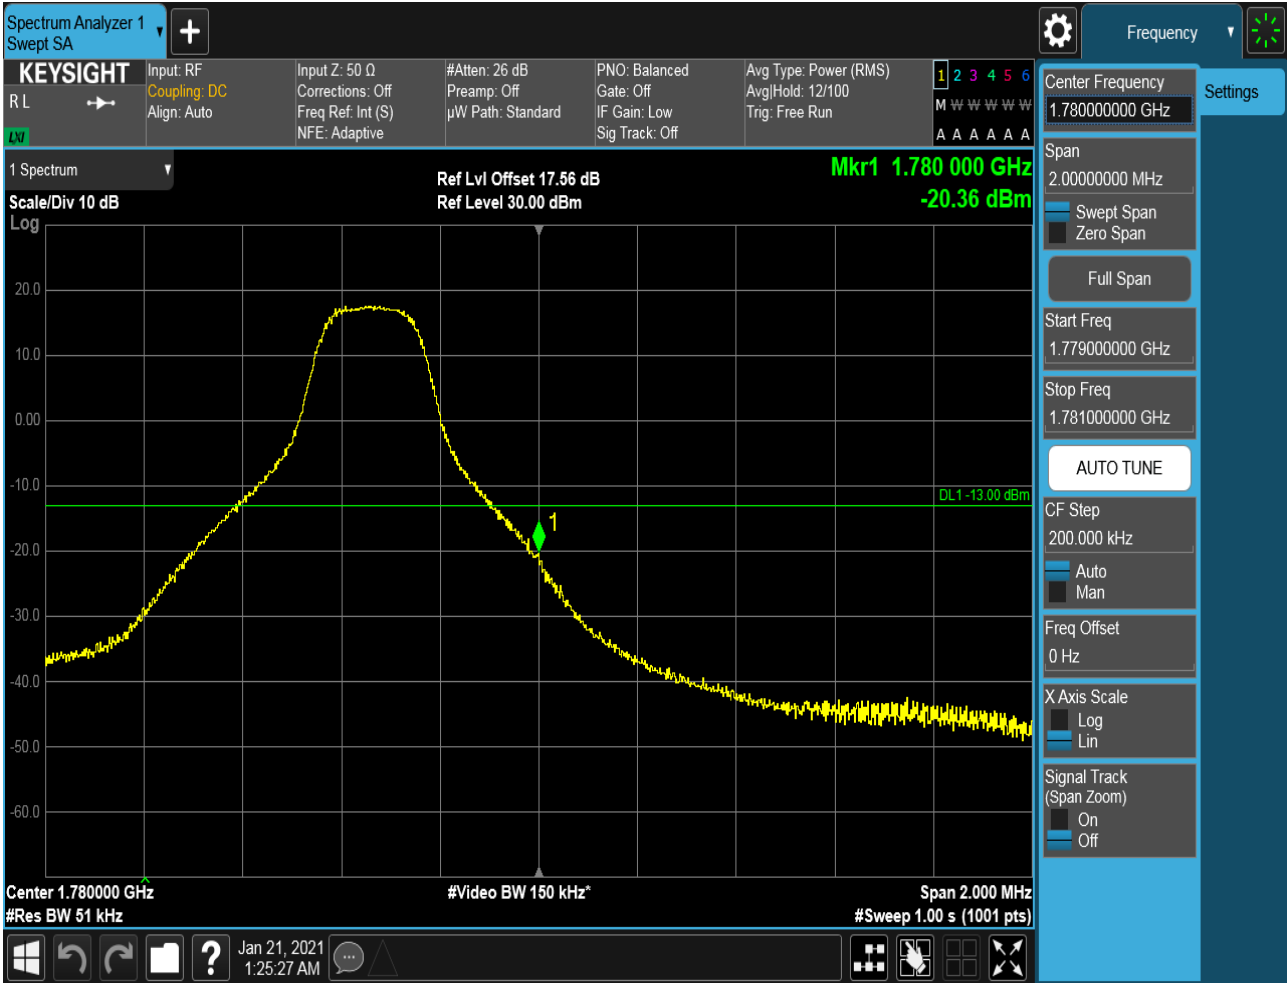 Spectrum Analyzer 1
Swept SA
+
Frequency
KEYSIGHT
R L
LXI
Input: RF
Coupling: DC
Align: Auto
Input Z: 50 Ω
Corrections: Off
Freq Ref: Int (S)
NFE: Adaptive
#Atten: 26 dB
Preamp: Off
µW Path: Standard
PNO: Balanced
Gate: Off
IF Gain: Low
Sig Track: Off
Avg Type: Power (RMS)
Avg|Hold: 12/100
Trig: Free Run
1 2 3 4 5 6
M W W W W W
A A A A A A
1 Spectrum
Scale/Div 10 dB
Log
Ref Lvl Offset 17.56 dB
Ref Level 30.00 dBm
Mkr1 1.780 000 GHz
-20.36 dBm
20.0
10.0
0.00
-10.0
-20.0
-30.0
-40.0
-50.0
-60.0
DL1 -13.00 dBm
1
Center 1.780000 GHz
#Res BW 51 kHz
#Video BW 150 kHz*
Span 2.000 MHz
#Sweep 1.00 s (1001 pts)
Center Frequency
1.780000000 GHz
Settings
Span
2.00000000 MHz
Swept Span
Zero Span
Full Span
Start Freq
1.779000000 GHz
Stop Freq
1.781000000 GHz
AUTO TUNE
CF Step
200.000 kHz
Auto
Man
Freq Offset
0 Hz
X Axis Scale
Log
Lin
Signal Track
(Span Zoom)
On
Off
?
Jan 21, 2021
1:25:27 AM